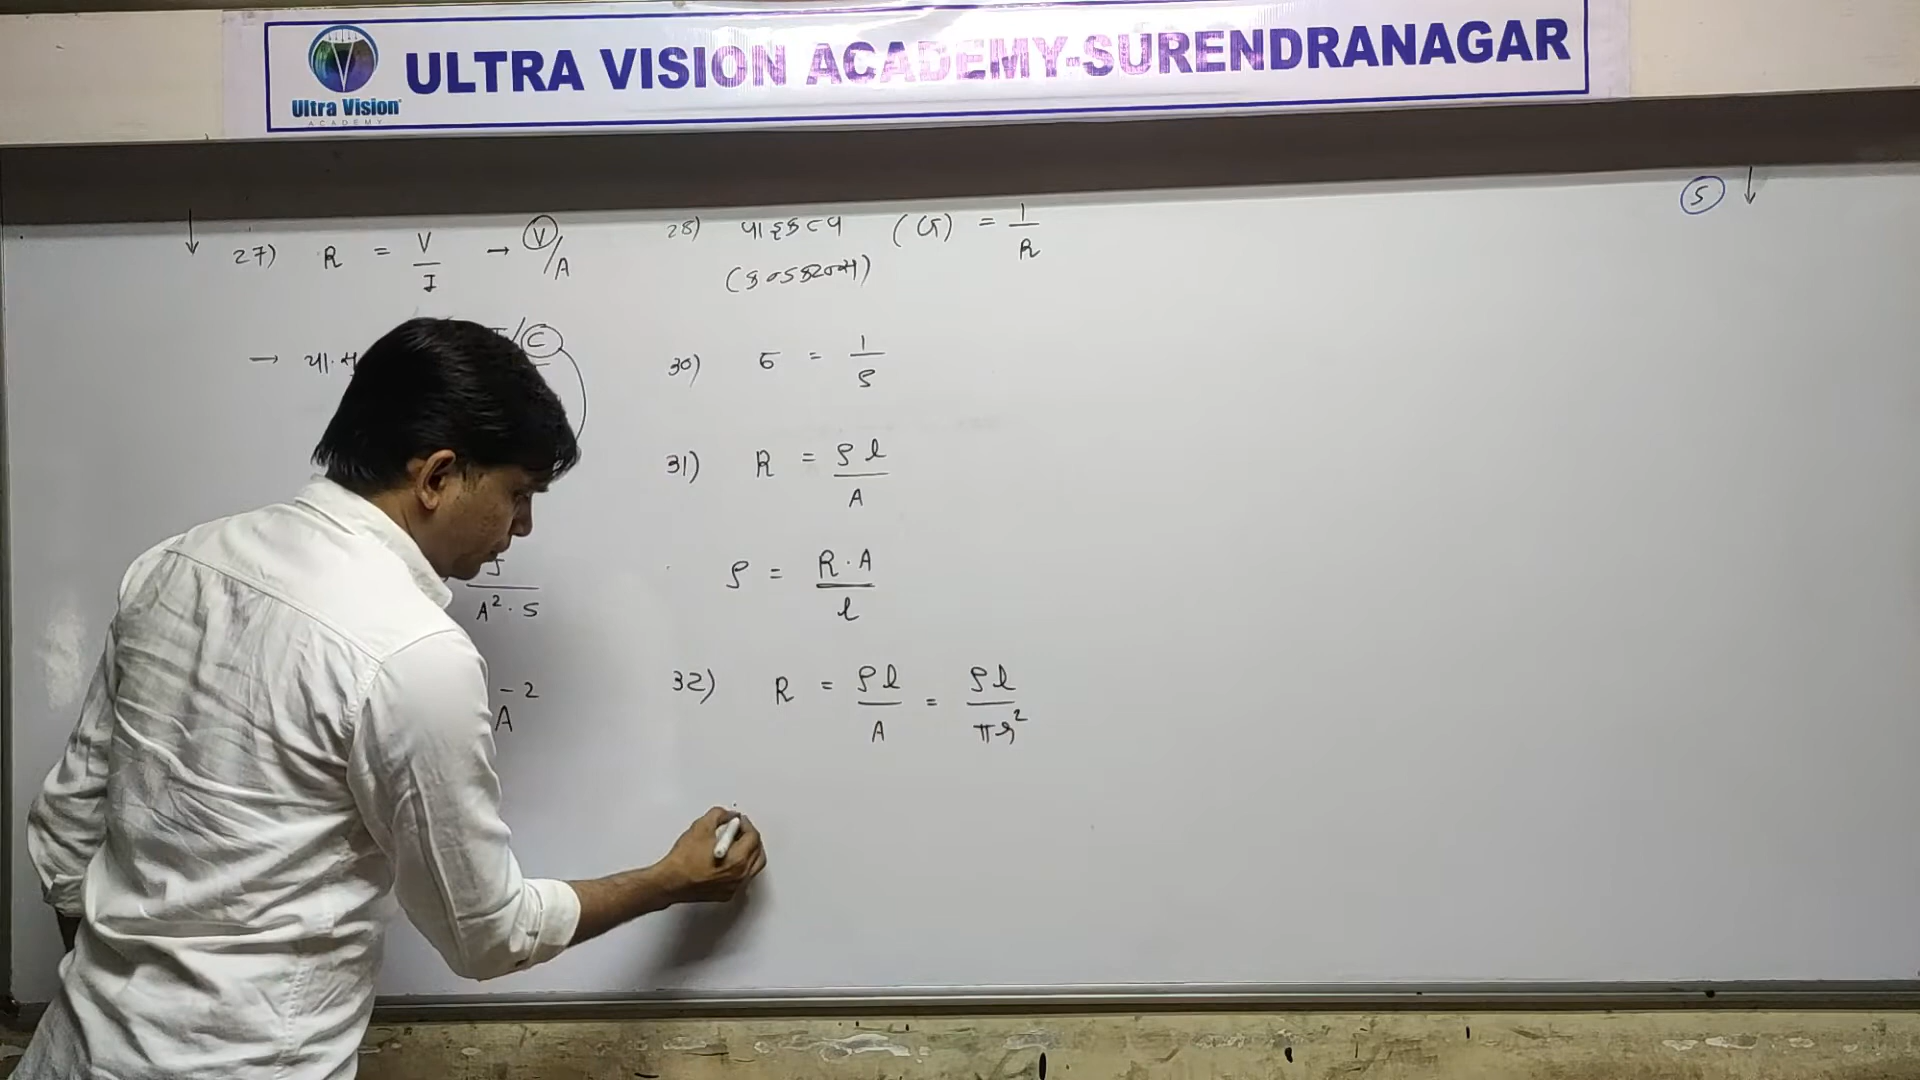 ULTRA VISION ACADEMY-SURENDRANAGAR
Ultra Vision
ACADEMY
5
27) R = V/I → V/A
→
C
J
A² · S
A⁻²
28) વાહકત્વ (G) = 1/R
(કન્ડક્ટન્સ)
30) σ = 1/ρ
31) R = ρl/A
ρ = R·A/l
32) R = ρl/A = ρl/πr²